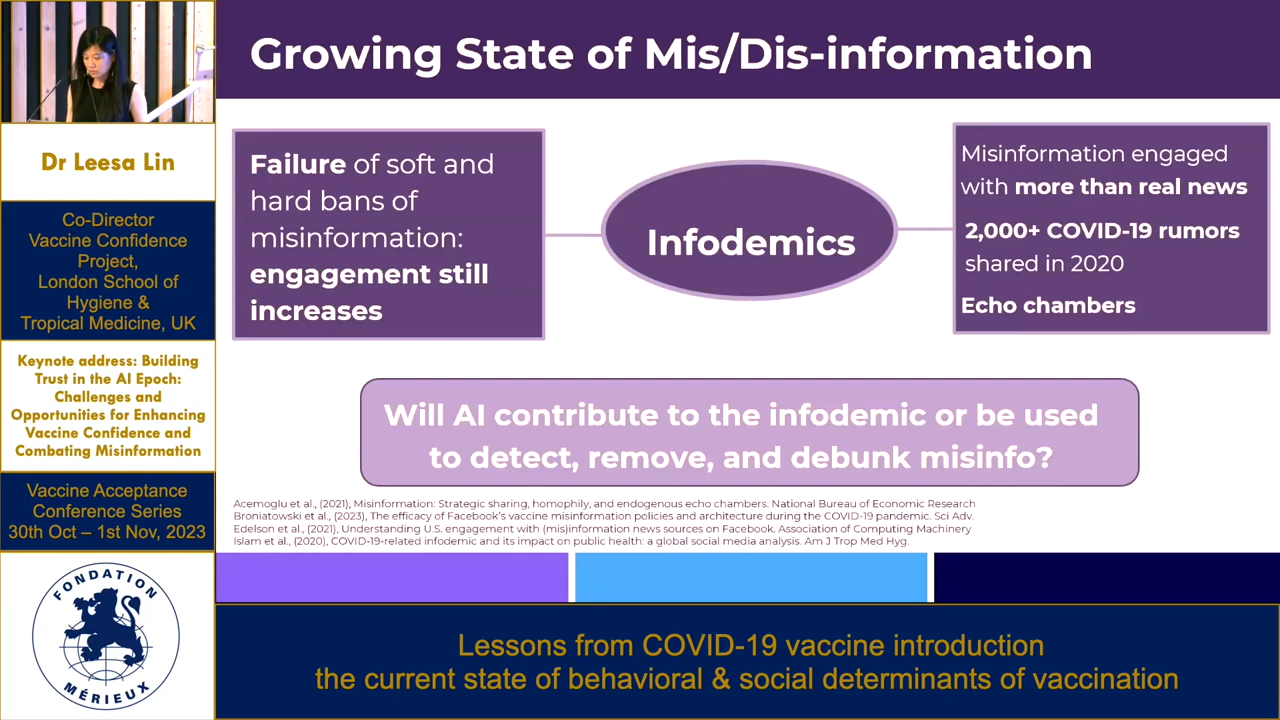 Growing State of Mis/Dis-information
Dr Leesa Lin
Co-Director
Vaccine Confidence
Project,
London School of
Hygiene &
Tropical Medicine, UK
Keynote address: Building
Trust in the AI Epoch:
Challenges and
Opportunities for Enhancing
Vaccine Confidence and
Combating Misinformation
Vaccine Acceptance
Conference Series
30th Oct – 1st Nov, 2023
FONDATION
MÉRIEUX
Failure of soft and
hard bans of
misinformation:
engagement still
increases
Infodemics
Misinformation engaged
with more than real news
2,000+ COVID-19 rumors
shared in 2020
Echo chambers
Will AI contribute to the infodemic or be used
to detect, remove, and debunk misinfo?
Acemoglu et al., (2021), Misinformation: Strategic sharing, homophily, and endogenous echo chambers. National Bureau of Economic Research
Broniatowski et al., (2023), The efficacy of Facebook's vaccine misinformation policies and architecture during the COVID-19 pandemic. Sci Adv.
Edelson et al., (2021), Understanding U.S. engagement with (mis)information news sources on Facebook. Association of Computing Machinery
Islam et al., (2020), COVID-19-related infodemic and its impact on public health: a global social media analysis. Am J Trop Med Hyg.
Lessons from COVID-19 vaccine introduction
the current state of behavioral & social determinants of vaccination